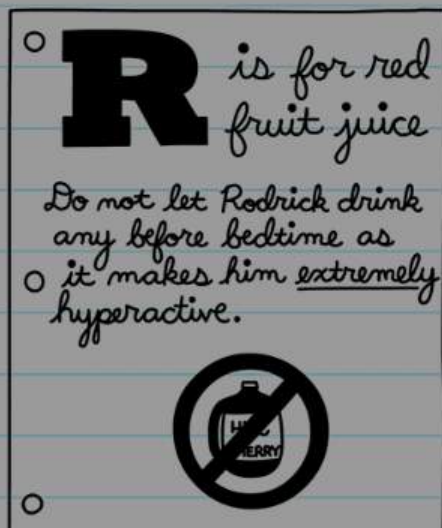 R is for red
fruit juice
Do not let Rodrick drink
any before bedtime as
it makes him extremely
hyperactive.